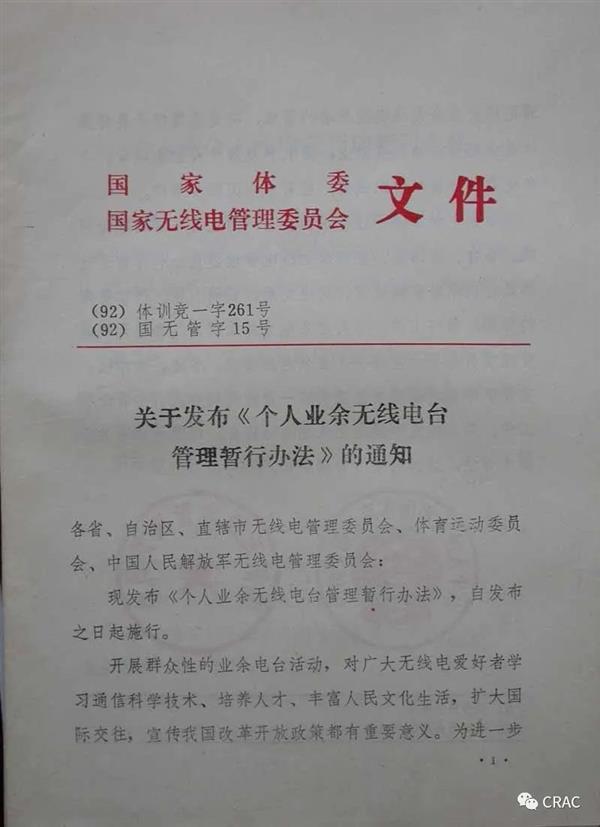 国家体委
国家无线电管理委员会
文件
(92)体训竞一字261号
(92)国无管字15号
关于发布《个人业余无线电台
管理暂行办法》的通知
各省、自治区、直辖市无线电管理委员会、体育运动委员
会、中国人民解放军无线电管理委员会：
现发布《个人业余无线电台管理暂行办法》，自发布
之日起施行。
开展群众性的业余电台活动，对广大无线电爱好者学
习通信科学技术、培养人才、丰富人民文化生活，扩大国
际交往，宣传我国改革开放政策都有重要意义。为进一步
·1·
CRAC